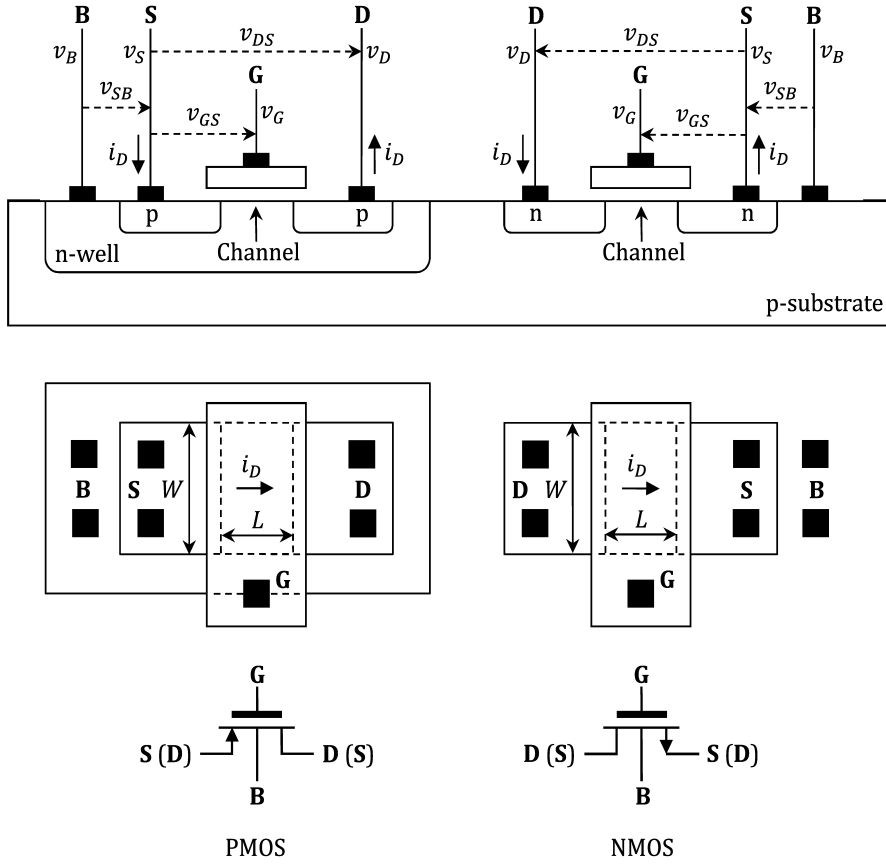 B S D D S B
v_B v_S v_DS v_D v_D v_DS v_S v_B
G G
v_SB v_GS v_G v_G v_GS v_SB
i_D i_D i_D i_D
p p n n
n-well Channel Channel
p-substrate
i_D i_D
B S W D D W S B
L L
G G
G G
S (D) D (S) D (S) S (D)
B B
PMOS NMOS